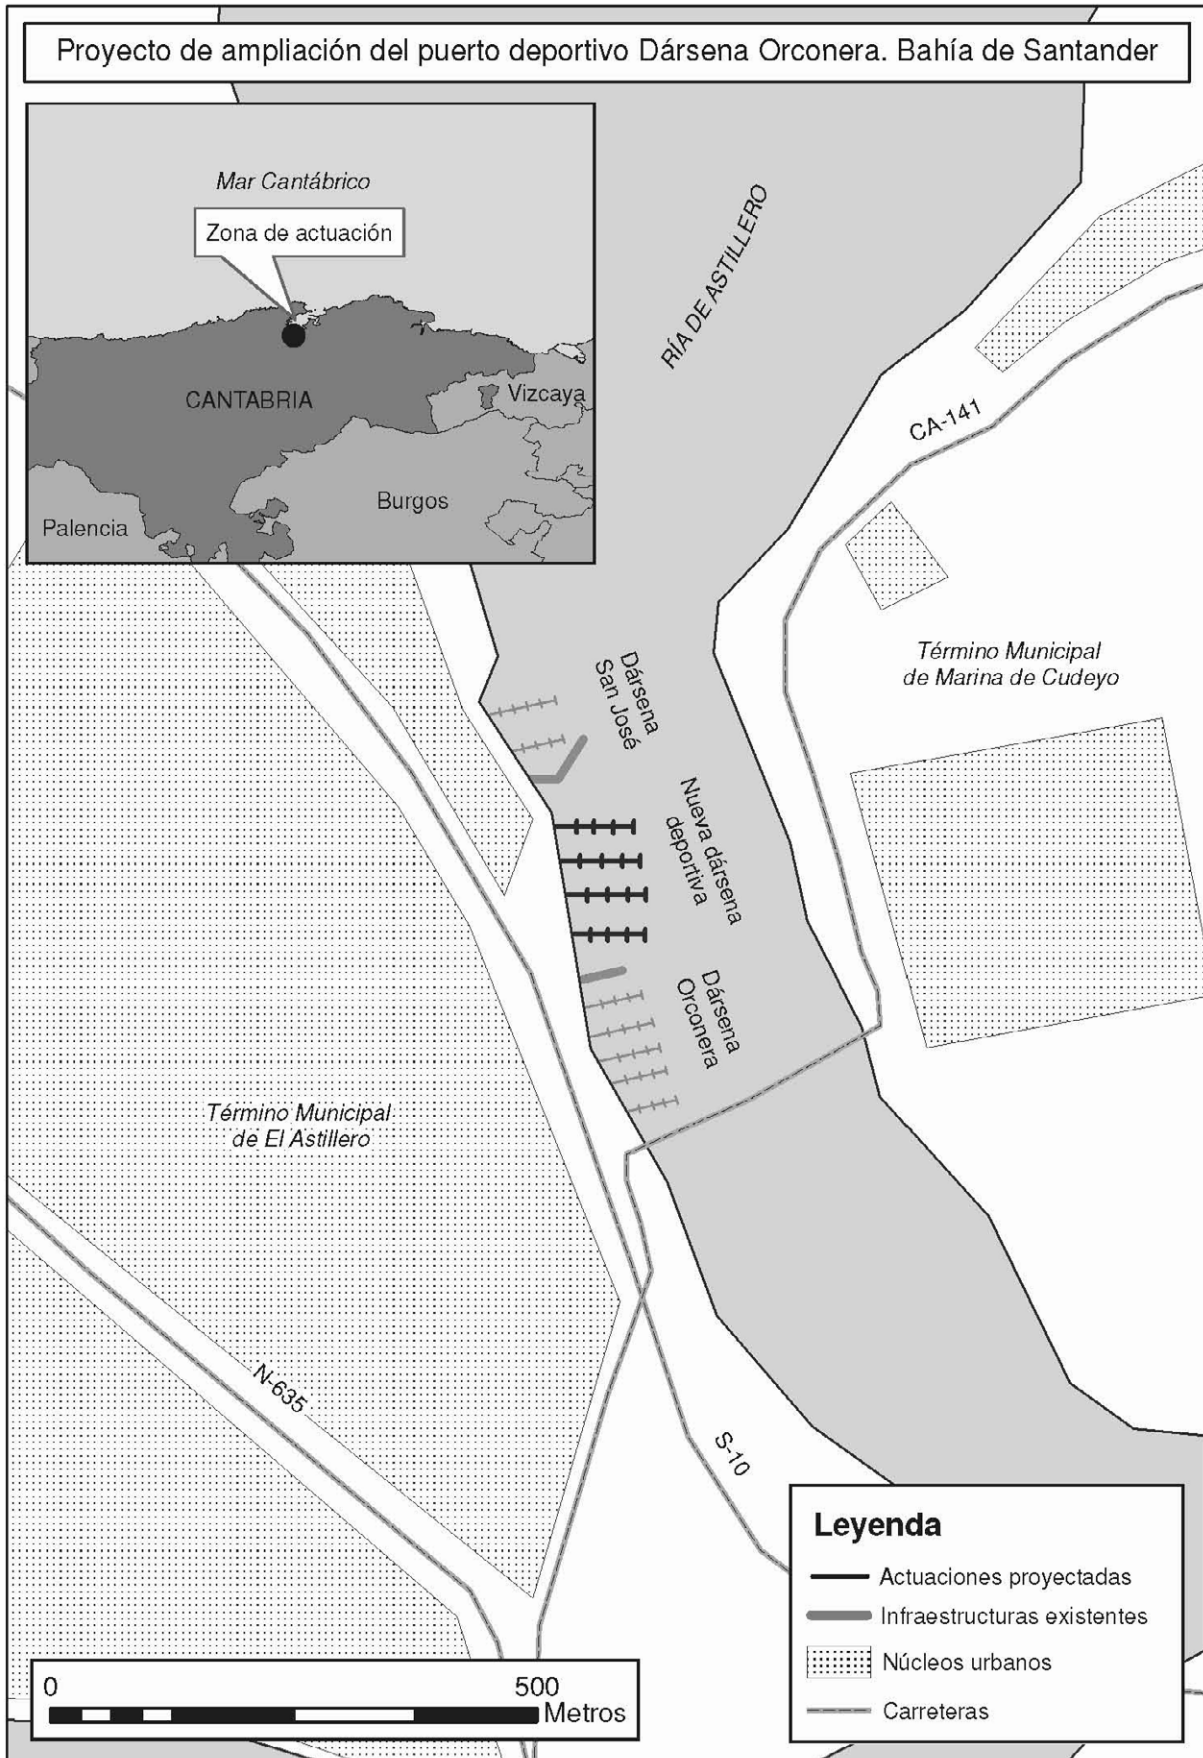 Proyecto de ampliación del puerto deportivo Dársena Orconera. Bahía de Santander
Mar Cantábrico
Zona de actuación
CANTABRIA
Vizcaya
Burgos
Palencia
RÍA DE ASTILLERO
CA-141
Término Municipal
de Marina de Cudeyo
Dársena
San José
Nueva dársena
deportiva
Dársena
Orconera
Término Municipal
de El Astillero
N-635
S-10
Leyenda
Actuaciones proyectadas
Infraestructuras existentes
Núcleos urbanos
Carreteras
0 500
Metros